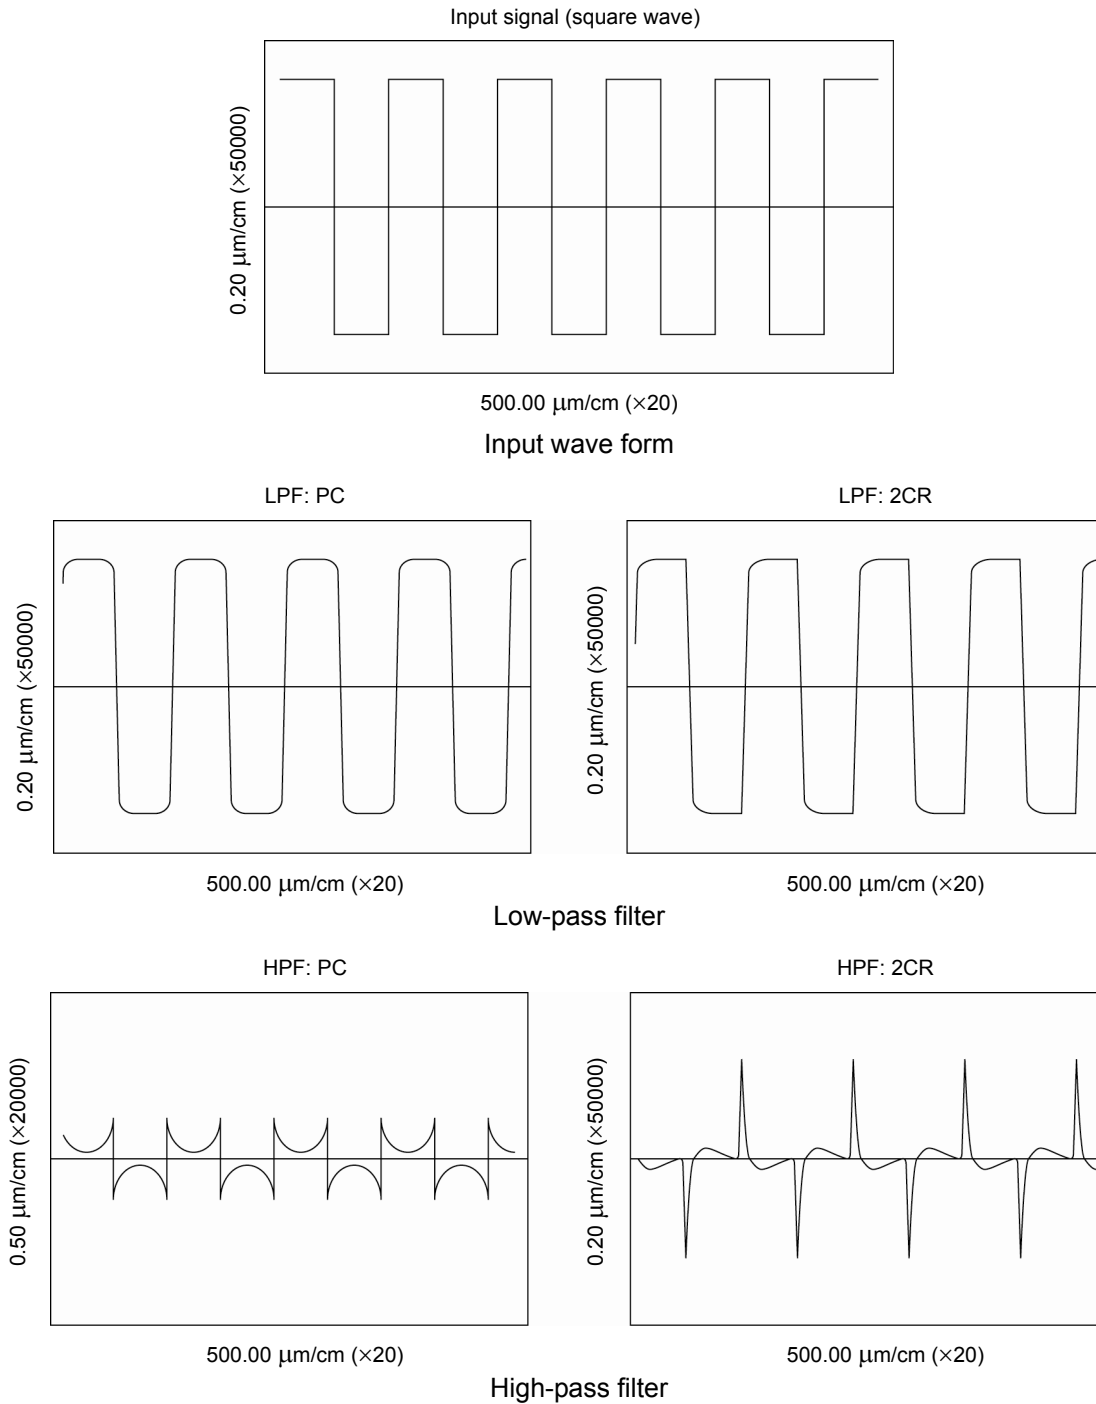 Input signal (square wave)
0.20 μm/cm (×50000)
500.00 μm/cm (×20)
Input wave form
LPF: PC
LPF: 2CR
0.20 μm/cm (×50000)
0.20 μm/cm (×50000)
500.00 μm/cm (×20)
500.00 μm/cm (×20)
Low-pass filter
HPF: PC
HPF: 2CR
0.50 μm/cm (×20000)
0.20 μm/cm (×50000)
500.00 μm/cm (×20)
500.00 μm/cm (×20)
High-pass filter